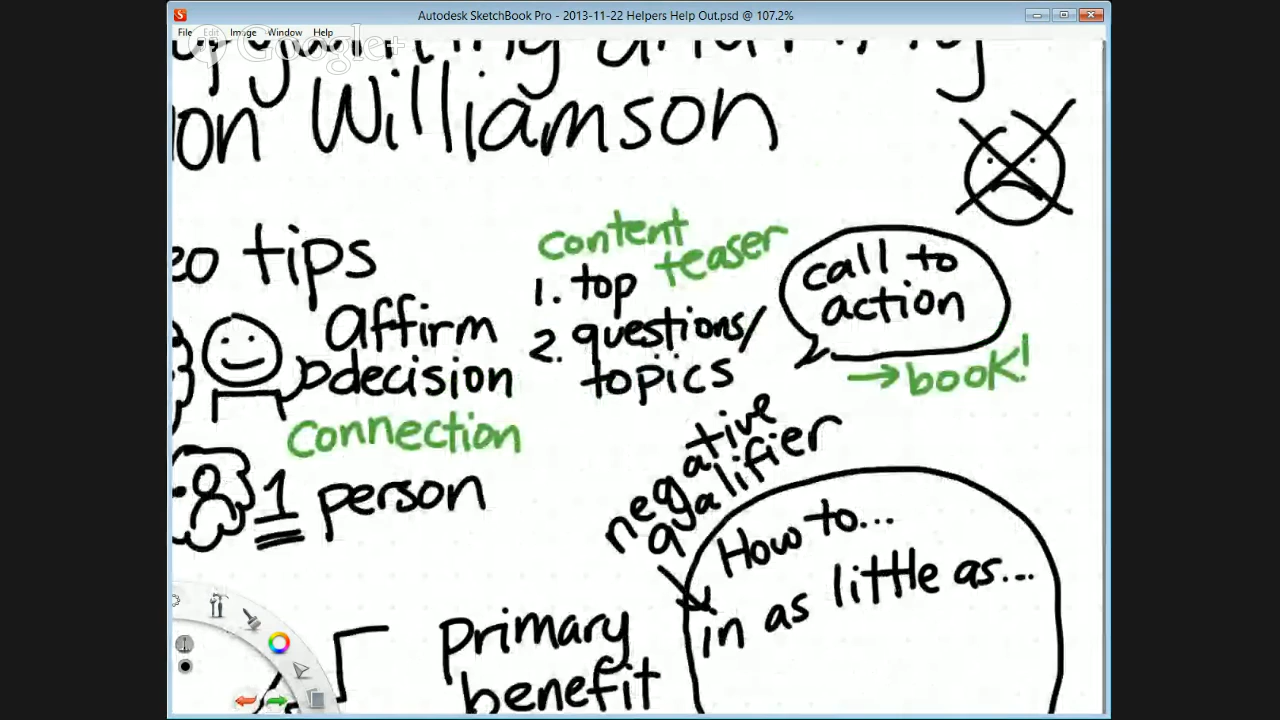 Autodesk SketchBook Pro - 2013-11-22 Helpers Help Out.psd @ 107.2%
File Edit Image Window Help
Google+
on Williamson
eo tips
content
teaser
1. top
2. questions/
topics
call to
action
→ book!
affirm
decision
connection
1 person
negative
qualifier
How to...
in as little as...
primary
benefit